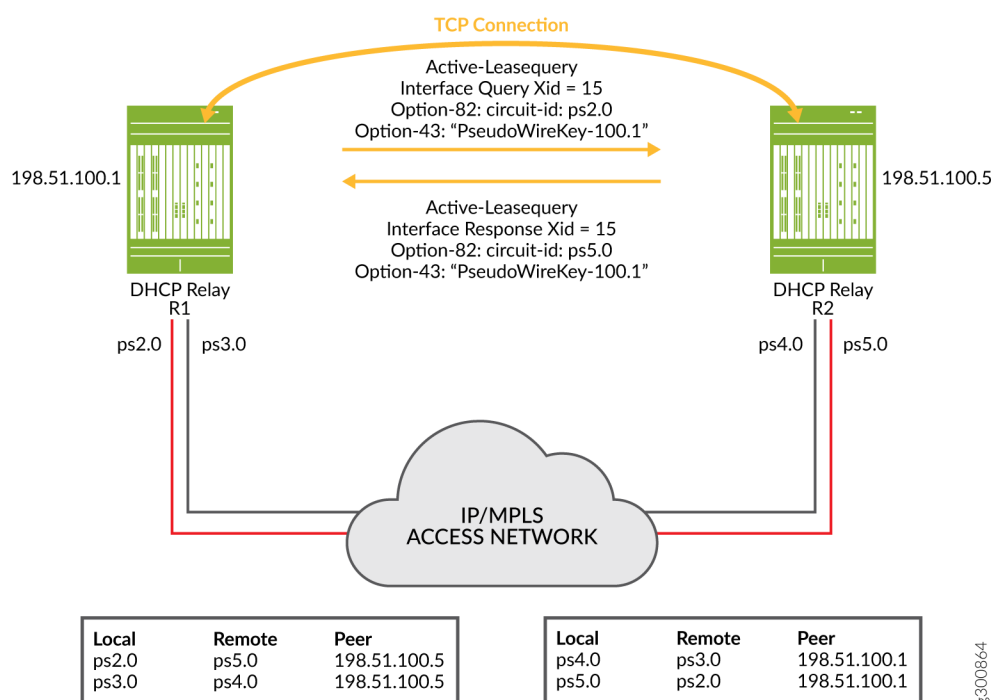 TCP Connection
Active-Leasequery
Interface Query Xid = 15
Option-82: circuit-id: ps2.0
Option-43: “PseudoWireKey-100.1”
198.51.100.1
198.51.100.5
Active-Leasequery
Interface Response Xid = 15
Option-82: circuit-id: ps5.0
Option-43: “PseudoWireKey-100.1”
DHCP Relay
R1
DHCP Relay
R2
ps2.0
ps3.0
ps4.0
ps5.0
IP/MPLS
ACCESS NETWORK
Local Remote Peer
ps2.0 ps5.0 198.51.100.5
ps3.0 ps4.0 198.51.100.5
Local Remote Peer
ps4.0 ps3.0 198.51.100.1
ps5.0 ps2.0 198.51.100.1
g300864